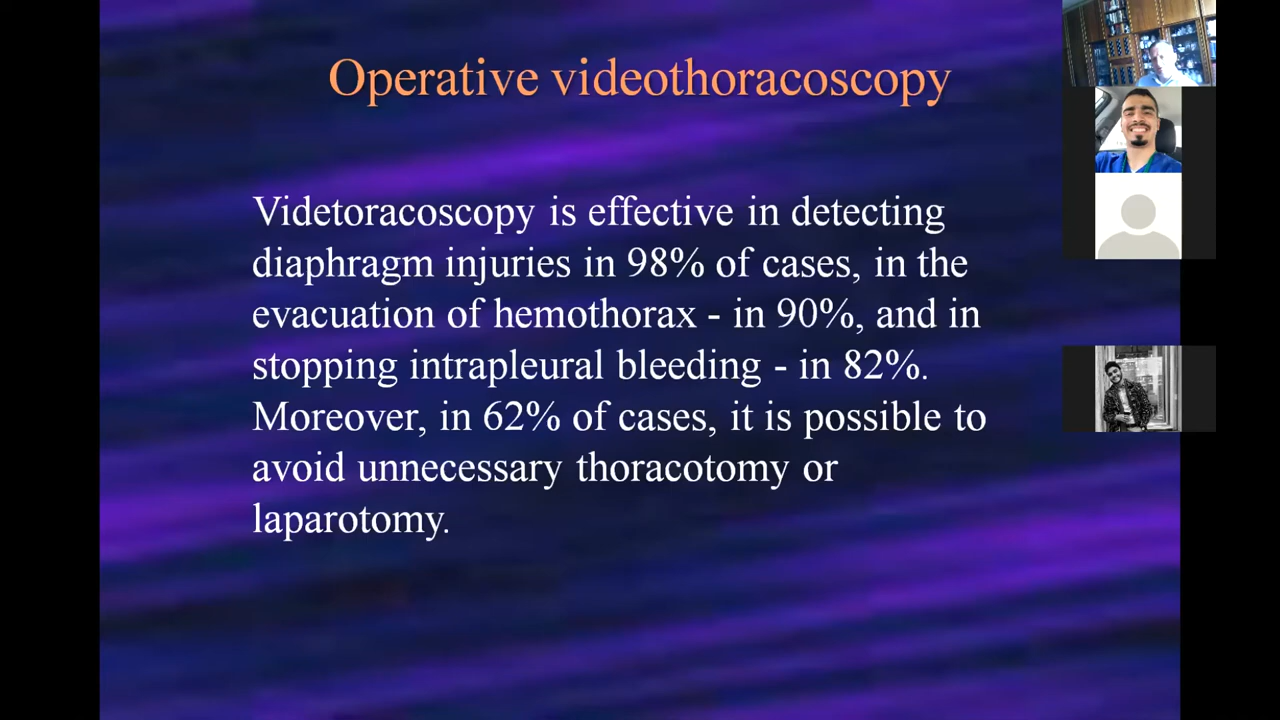 Operative videothoracoscopy
Videtoracoscopy is effective in detecting
diaphragm injuries in 98% of cases, in the
evacuation of hemothorax - in 90%, and in
stopping intrapleural bleeding - in 82%.
Moreover, in 62% of cases, it is possible to
avoid unnecessary thoracotomy or
laparotomy.